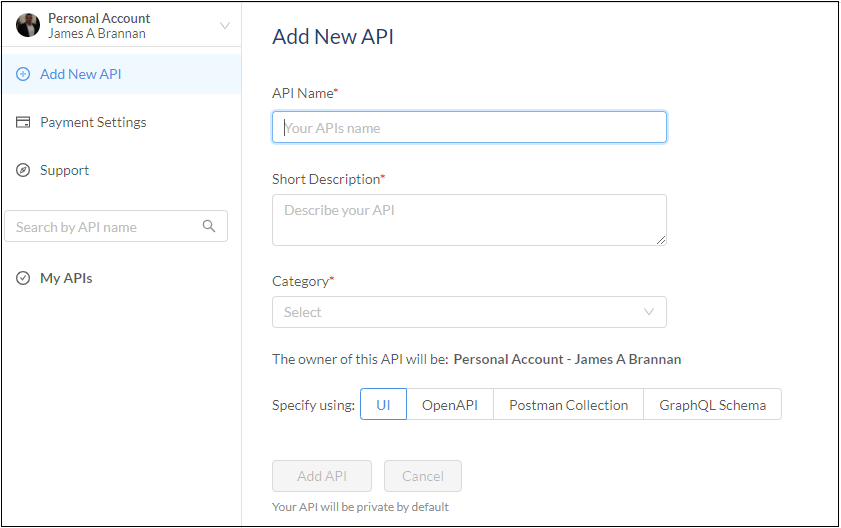 Personal Account
James A Brannan
Add New API
Payment Settings
Support
Search by API name
My APIs
Add New API
API Name*
Your APIs name
Short Description*
Describe your API
Category*
Select
The owner of this API will be: Personal Account - James A Brannan
Specify using: UI OpenAPI Postman Collection GraphQL Schema
Add API Cancel
Your API will be private by default